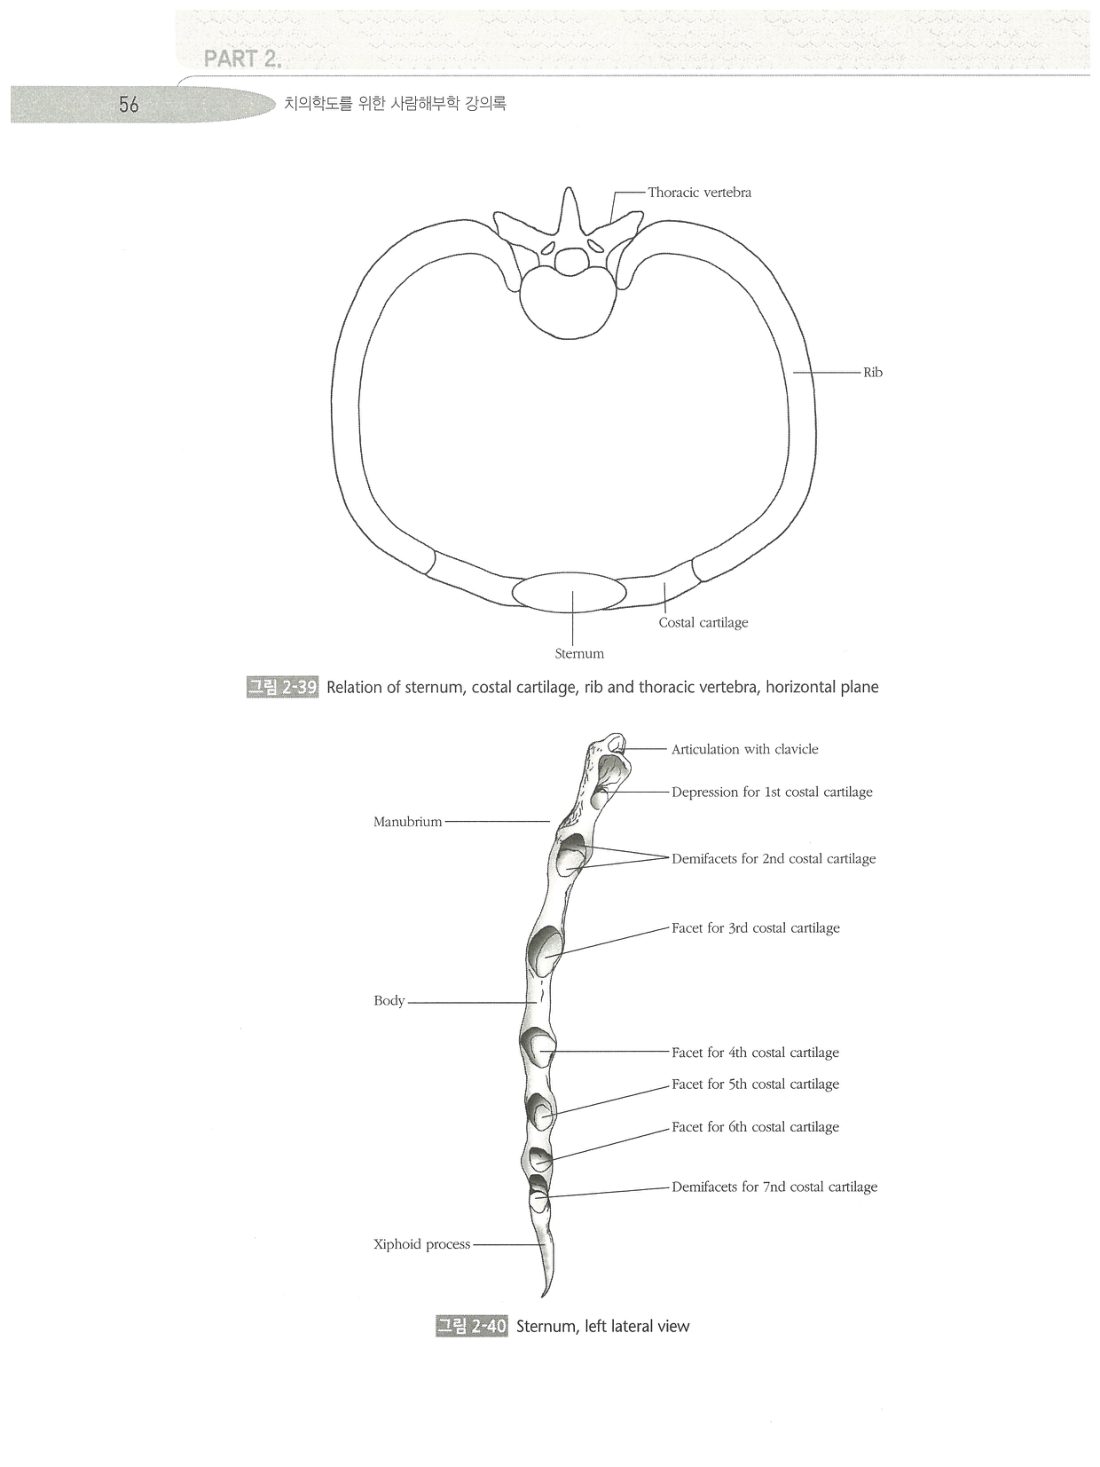 PART 2.
56
치의학도를 위한 사람해부학 강의록
Thoracic vertebra
Rib
Costal cartilage
Sternum
그림 2-39 Relation of sternum, costal cartilage, rib and thoracic vertebra, horizontal plane
Articulation with clavicle
Depression for 1st costal cartilage
Manubrium
Demifacets for 2nd costal cartilage
Facet for 3rd costal cartilage
Body
Facet for 4th costal cartilage
Facet for 5th costal cartilage
Facet for 6th costal cartilage
Demifacets for 7nd costal cartilage
Xiphoid process
그림 2-40 Sternum, left lateral view